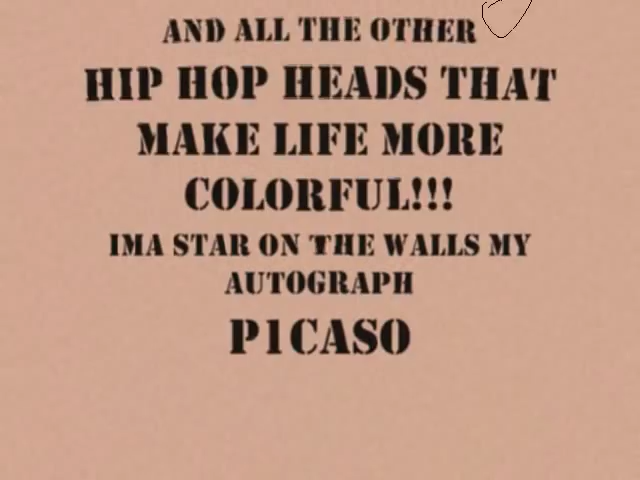 AND ALL THE OTHER
HIP HOP HEADS THAT
MAKE LIFE MORE
COLORFUL!!!
IMA STAR ON THE WALLS MY
AUTOGRAPH
P1CASO